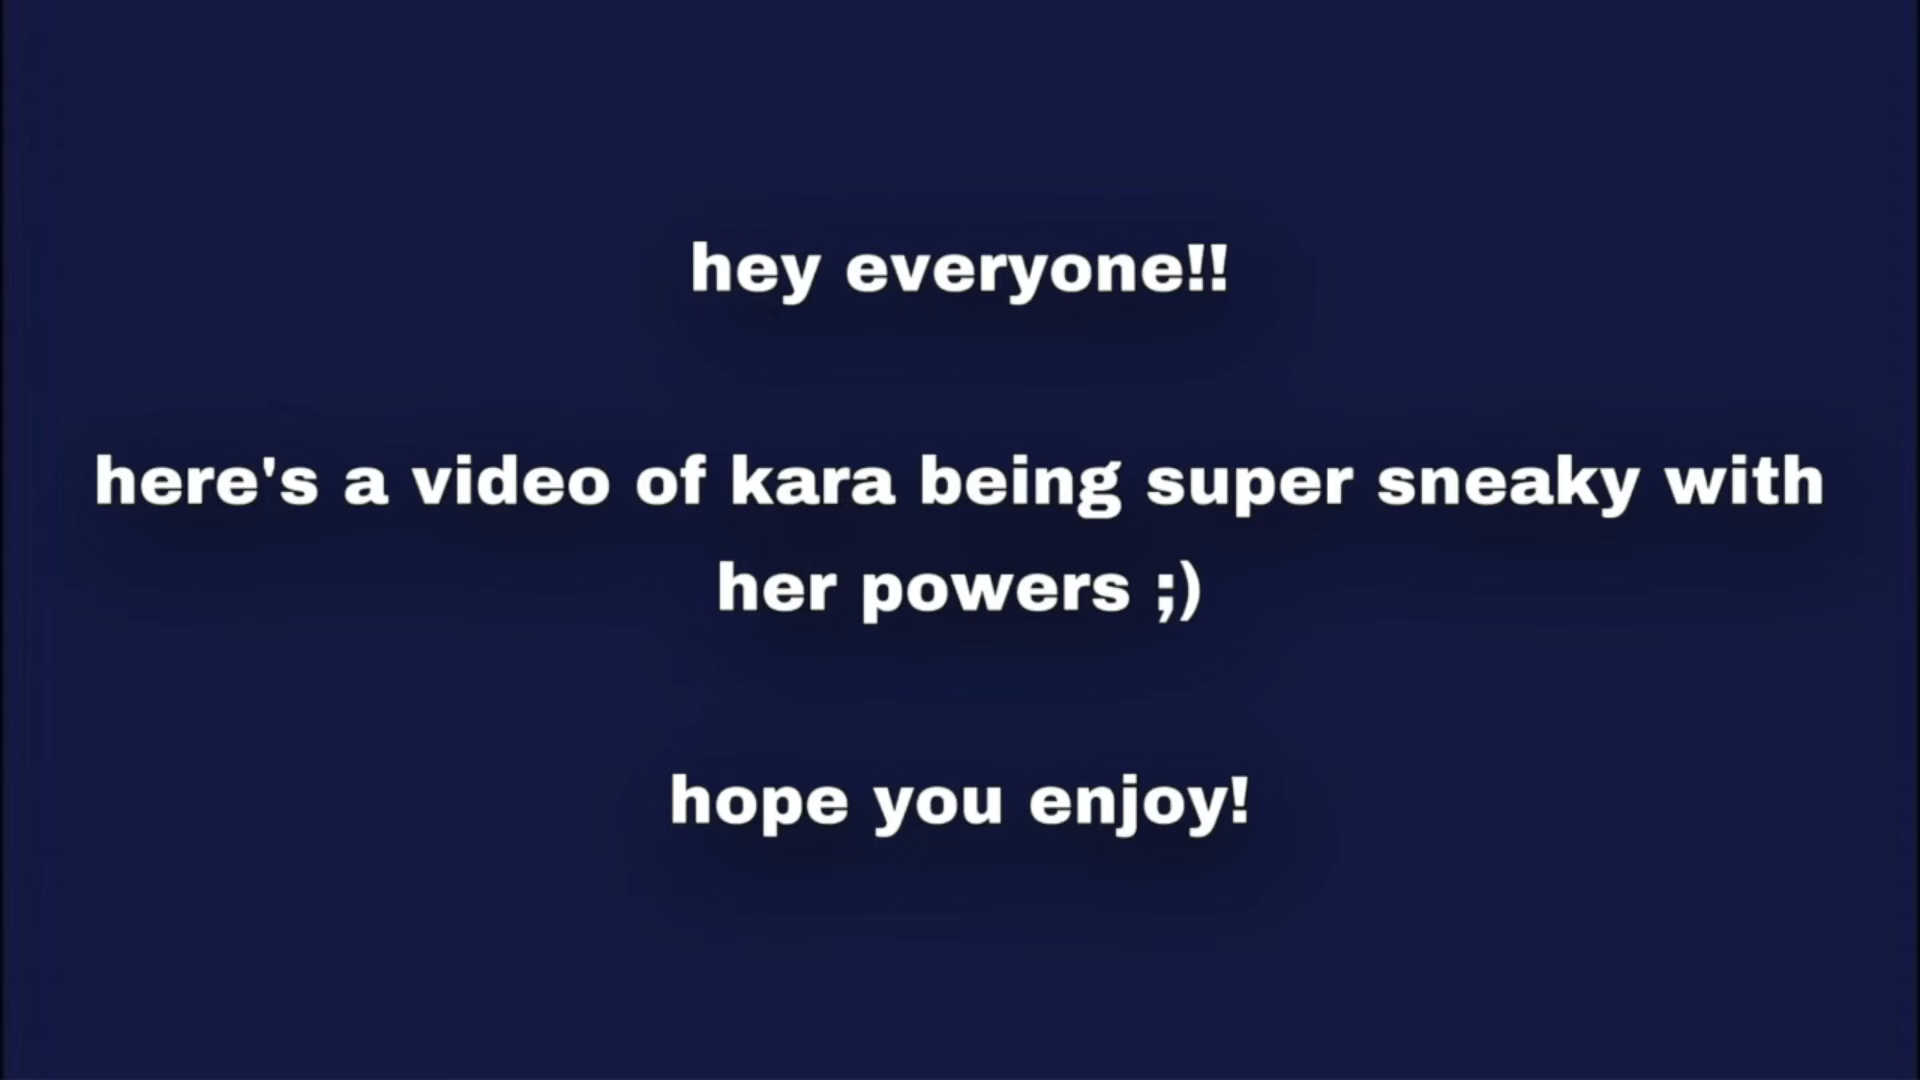 hey everyone!!
here's a video of kara being super sneaky with
her powers ;)
hope you enjoy!